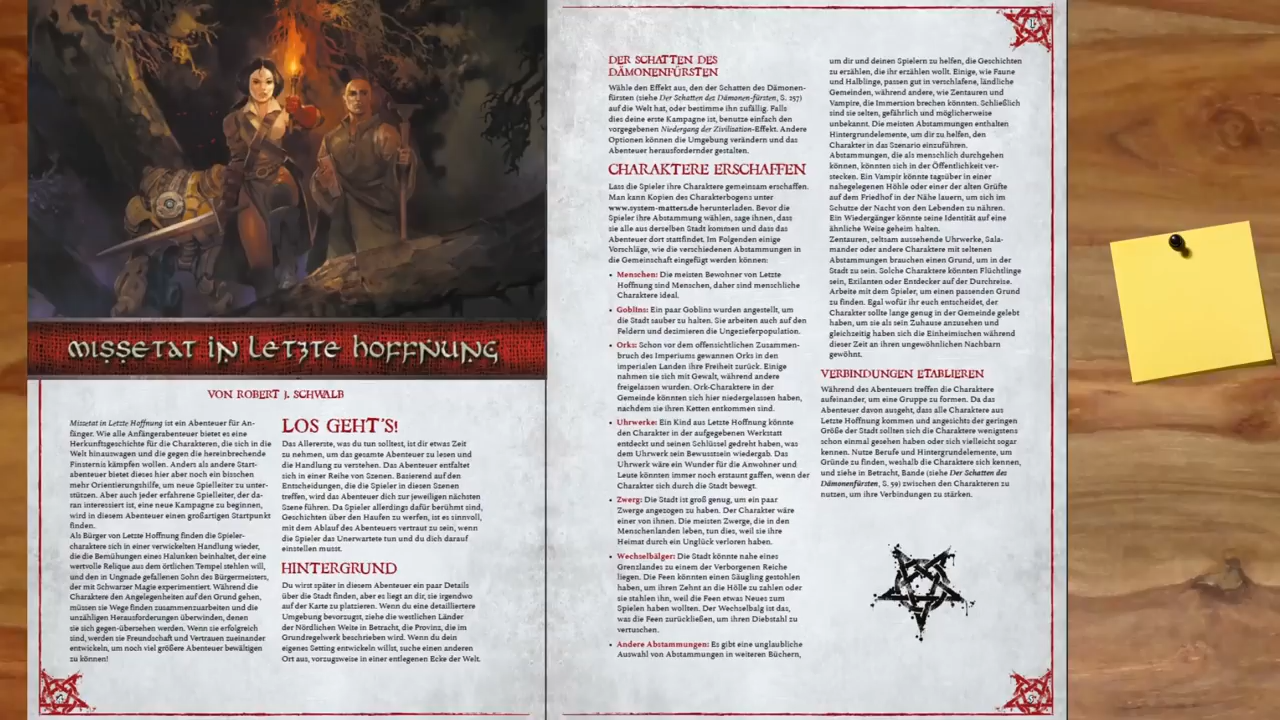 MISSETAT IN LETZTE HOFFNUNG
VON ROBERT J. SCHWALB
Missetat in Letzte Hoffnung ist ein Abenteuer für An-
fänger. Wie alle Anfängerabenteuer bietet es eine
Herkunftsgeschichte für die Charakteren, die sich in die
Welt hinauswagen und die gegen die hereinbrechende
Finsternis kämpfen wollen. Anders als andere Start-
abenteuer bietet dieses hier aber noch ein bisschen
mehr Orientierungshilfe, um neue Spielleiter zu unter-
stützen. Aber auch jeder erfahrene Spielleiter, der da-
ran interessiert ist, eine neue Kampagne zu beginnen,
wird in diesem Abenteuer einen großartigen Startpunkt
finden.
Als Bürger von Letzte Hoffnung finden die Spieler-
charaktere sich in einer verwickelten Handlung wieder,
die die Bemühungen eines Halunken beinhaltet, der eine
wertvolle Relique aus dem örtlichen Tempel stehlen will,
und den in Ungnade gefallenen Sohn des Bürgermeisters,
der mit Schwarzer Magie experimentiert. Während die
Charaktere den Angelegenheiten auf den Grund gehen,
müssen sie Wege finden zusammenzuarbeiten und die
unzähligen Herausforderungen überwinden, denen
sie sich gegen-übersehen werden. Wenn sie erfolgreich
sind, werden sie Freundschaft und Vertrauen zueinander
entwickeln, um noch viel größere Abenteuer bewältigen
zu können!
LOS GEHT'S!
Das Allererste, was du tun solltest, ist dir etwas Zeit
zu nehmen, um das gesamte Abenteuer zu lesen und
die Handlung zu verstehen. Das Abenteuer entfaltet
sich in einer Reihe von Szenen. Basierend auf den
Entscheidungen, die die Spieler in diesen Szenen
treffen, wird das Abenteuer dich zur jeweiligen nächsten
Szene führen. Da Spieler allerdings dafür berühmt sind,
Geschichten über den Haufen zu werfen, ist es sinnvoll,
mit dem Ablauf des Abenteuers vertraut zu sein, wenn
die Spieler das Unerwartete tun und du dich darauf
einstellen musst.
HINTERGRUND
Du wirst später in diesem Abenteuer ein paar Details
über die Stadt finden, aber es liegt an dir, sie irgendwo
auf der Karte zu platzieren. Wenn du eine detailliertere
Umgebung bevorzugst, siehe die westlichen Länder
der Nördlichen Weite in Betracht, die Provinz, die im
Grundregelwerk beschrieben wird. Wenn du dein
eigenes Setting entwickeln willst, suche einen anderen
Ort aus, vorzugsweise in einer entlegenen Ecke der Welt.
DER SCHATTEN DES
DÄMONENFÜRSTEN
Wähle den Effekt aus, den der Schatten des Dämonen-
fürsten (siehe Der Schatten des Dämonen-fürsten, S. 257)
auf die Welt hat, oder bestimme ihn zufällig. Falls
dies deine erste Kampagne ist, benutze einfach den
vorgegebenen Niedergang der Zivilisation-Effekt. Andere
Optionen können die Umgebung verändern und das
Abenteuer herausfordernder gestalten.
CHARAKTERE ERSCHAFFEN
Lass die Spieler ihre Charaktere gemeinsam erschaffen.
Man kann Kopien des Charakterbogens unter
www.system-matters.de herunterladen. Bevor die
Spieler ihre Abstammung wählen, sage ihnen, dass
sie alle aus derselben Stadt kommen und dass das
Abenteuer dort stattfindet. Im Folgenden einige
Vorschläge, wie die verschiedenen Abstammungen in
die Gemeinschaft eingefügt werden können:
• Menschen: Die meisten Bewohner von Letzte
Hoffnung sind Menschen, daher sind menschliche
Charaktere ideal.
• Goblins: Ein paar Goblins wurden angestellt, um
die Stadt sauber zu halten. Sie arbeiten auch auf den
Feldern und dezimieren die Ungezieferpopulation.
• Orks: Schon vor dem offensichtlichen Zusammen-
bruch des Imperiums gewannen Orks in den
imperialen Landen ihre Freiheit zurück. Einige
nahmen sie sich mit Gewalt, während andere
freigelassen wurden. Ork-Charaktere in der
Gemeinde könnten sich hier niedergelassen haben,
nachdem sie ihren Ketten entkommen sind.
• Uhrwerke: Ein Kind aus Letzte Hoffnung könnte
den Charakter in der aufgegebenen Werkstatt
entdeckt und seinen Schlüssel gedreht haben, was
dem Uhrwerk sein Bewusstsein wiedergab. Das
Uhrwerk wäre ein Wunder für die Anwohner und
Leute könnten immer noch erstaunt gaffen, wenn der
Charakter sich durch die Stadt bewegt.
• Zwerg: Die Stadt ist groß genug, um ein paar
Zwerge angezogen zu haben. Der Charakter wäre
einer von ihnen. Die meisten Zwerge, die in den
Menschenlanden leben, tun dies, weil sie ihre
Heimat durch ein Unglück verloren haben.
• Wechselbälger: Die Stadt könnte nahe eines
Grenzlandes zu einem der Verborgenen Reiche
liegen. Die Feen könnten einen Säugling gestohlen
haben, um ihren Zehnt an die Hölle zu zahlen oder
sie stahlen ihn, weil die Feen etwas Neues zum
Spielen haben wollten. Der Wechselbalg ist das,
was die Feen zurückließen, um ihren Diebstahl zu
vertuschen.
• Andere Abstammungen: Es gibt eine unglaubliche
Auswahl von Abstammungen in weiteren Büchern,
um dir und deinen Spielern zu helfen, die Geschichten
zu erzählen, die ihr erzählen wollt. Einige, wie Faune
und Halblinge, passen gut in verschlafene, ländliche
Gemeinden, während andere, wie Zentauren und
Vampire, die Immersion brechen könnten. Schließlich
sind sie selten, gefährlich und möglicherweise
unbekannt. Die meisten Abstammungen enthalten
Hintergrundelemente, um dir zu helfen, den
Charakter in das Szenario einzuführen.
Abstammungen, die als menschlich durchgehen
können, könnten sich in der Öffentlichkeit ver-
stecken. Ein Vampir könnte tagsüber in einer
nahegelegenen Höhle oder einer der alten Grüfte
auf dem Friedhof in der Nähe lauern, um sich im
Schutze der Nacht von den Lebenden zu nähren.
Ein Wiedergänger könnte seine Identität auf eine
ähnliche Weise geheim halten.
Zentauren, seltsam aussehende Uhrwerke, Sala-
mander oder andere Charaktere mit seltenen
Abstammungen brauchen einen Grund, um in der
Stadt zu sein. Solche Charaktere könnten Flüchtlinge
sein, Exilanten oder Entdecker auf der Durchreise.
Arbeite mit dem Spieler, um einen passenden Grund
zu finden. Egal wofür ihr euch entscheidet, der
Charakter sollte lange genug in der Gemeinde gelebt
haben, um sie als sein Zuhause anzusehen und
gleichzeitig haben sich die Einheimischen während
dieser Zeit an ihren ungewöhnlichen Nachbarn
gewöhnt.
VERBINDUNGEN ETABLIEREN
Während des Abenteuers treffen die Charaktere
aufeinander, um eine Gruppe zu formen. Da das
Abenteuer davon ausgeht, dass alle Charaktere aus
Letzte Hoffnung kommen und angesichts der geringen
Größe der Stadt sollten sich die Charaktere wenigstens
schon einmal gesehen haben oder sich vielleicht sogar
kennen. Nutze Berufe und Hintergrundelemente, um
Gründe zu finden, weshalb die Charaktere sich kennen,
und ziehe in Betracht, Bande (siehe Der Schatten des
Dämonenfürsten, S. 59) zwischen den Charakteren zu
nutzen, um ihre Verbindungen zu stärken.